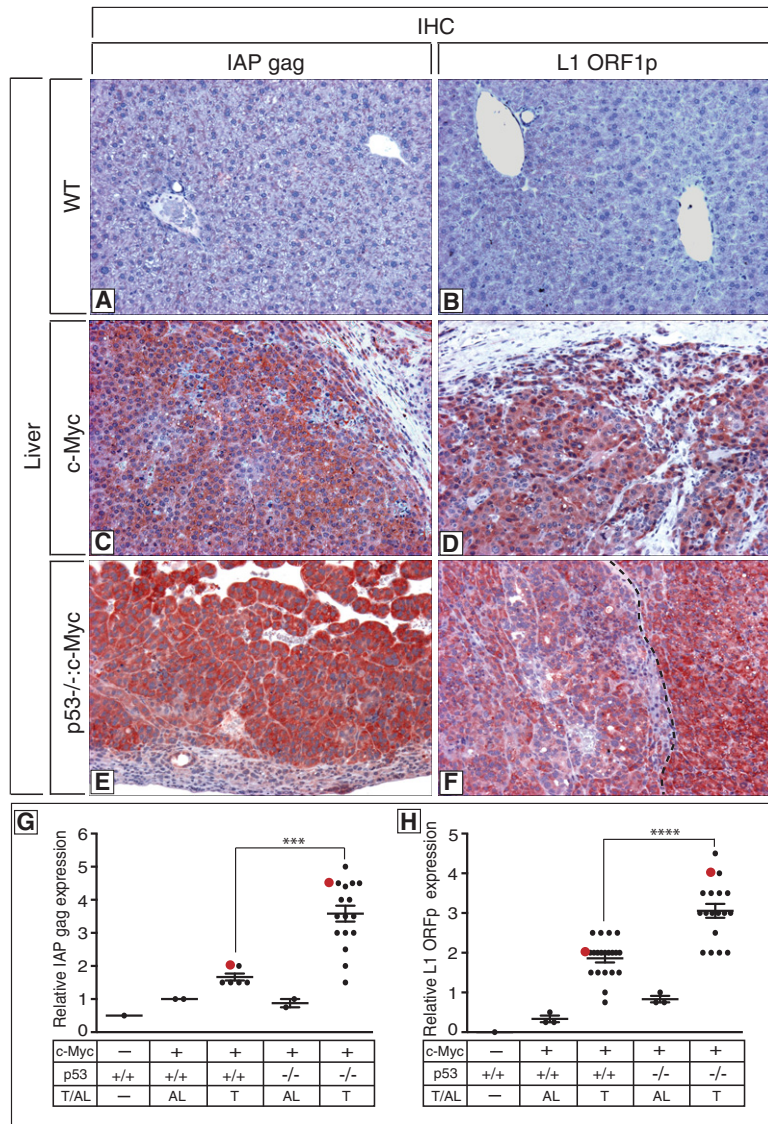 IHC
IAP gag
L1 ORF1p
Liver
WT
A
B
c-Myc
C
D
p53-/-:c-Myc
E
F
G
Relative IAP gag expression
6
5
4
3
2
1
0
***
c-Myc – + + + +
p53 +/+ +/+ +/+ -/- -/-
T/AL – AL T AL T
H
Relative L1 ORFp expression
5
4
3
2
1
0
****
c-Myc – + + + +
p53 +/+ +/+ +/+ -/- -/-
T/AL – AL T AL T